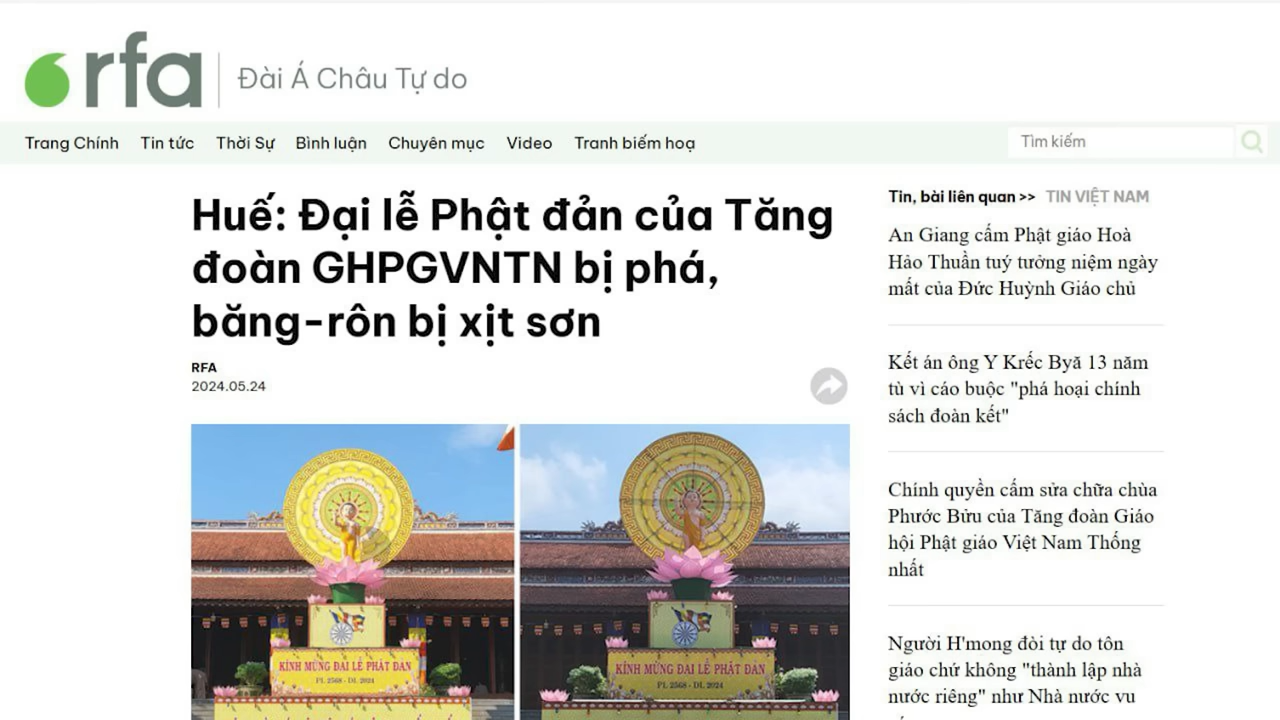 rfa
Đài Á Châu Tự do
Trang Chính Tin tức Thời Sự Bình luận Chuyên mục Video Tranh biếm hoạ
Tìm kiếm
Huế: Đại lễ Phật đản của Tăng
đoàn GHPGVNTN bị phá,
băng-rôn bị xịt sơn
RFA
2024.05.24
KÍNH MỪNG ĐẠI LỄ PHẬT ĐẢN
PL 2568 - DL 2024
KÍNH MỪNG ĐẠI LỄ PHẬT ĐẢN
PL 2568 - DL 2024
Tin, bài liên quan >> TIN VIỆT NAM
An Giang cấm Phật giáo Hoà
Hảo Thuần tuý tưởng niệm ngày
mất của Đức Huỳnh Giáo chủ
Kết án ông Y Krếc Byă 13 năm
tù vì cáo buộc "phá hoại chính
sách đoàn kết"
Chính quyền cấm sửa chữa chùa
Phước Bửu của Tăng đoàn Giáo
hội Phật giáo Việt Nam Thống
nhất
Người H'mong đòi tự do tôn
giáo chứ không "thành lập nhà
nước riêng" như Nhà nước vu